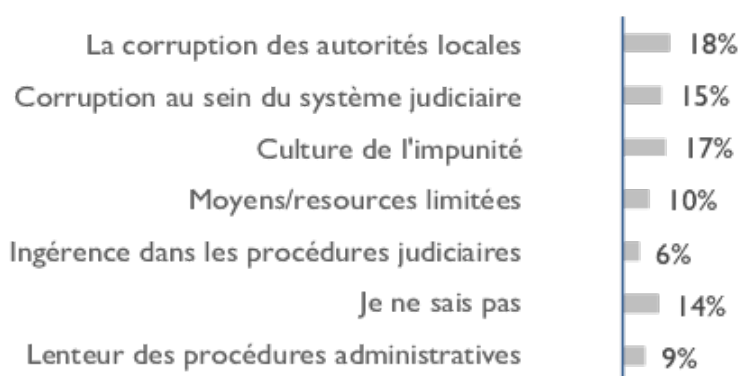 La corruption des autorités locales 18%
Corruption au sein du système judiciaire 15%
Culture de l'impunité 17%
Moyens/resources limitées 10%
Ingérence dans les procédures judiciaires 6%
Je ne sais pas 14%
Lenteur des procédures administratives 9%